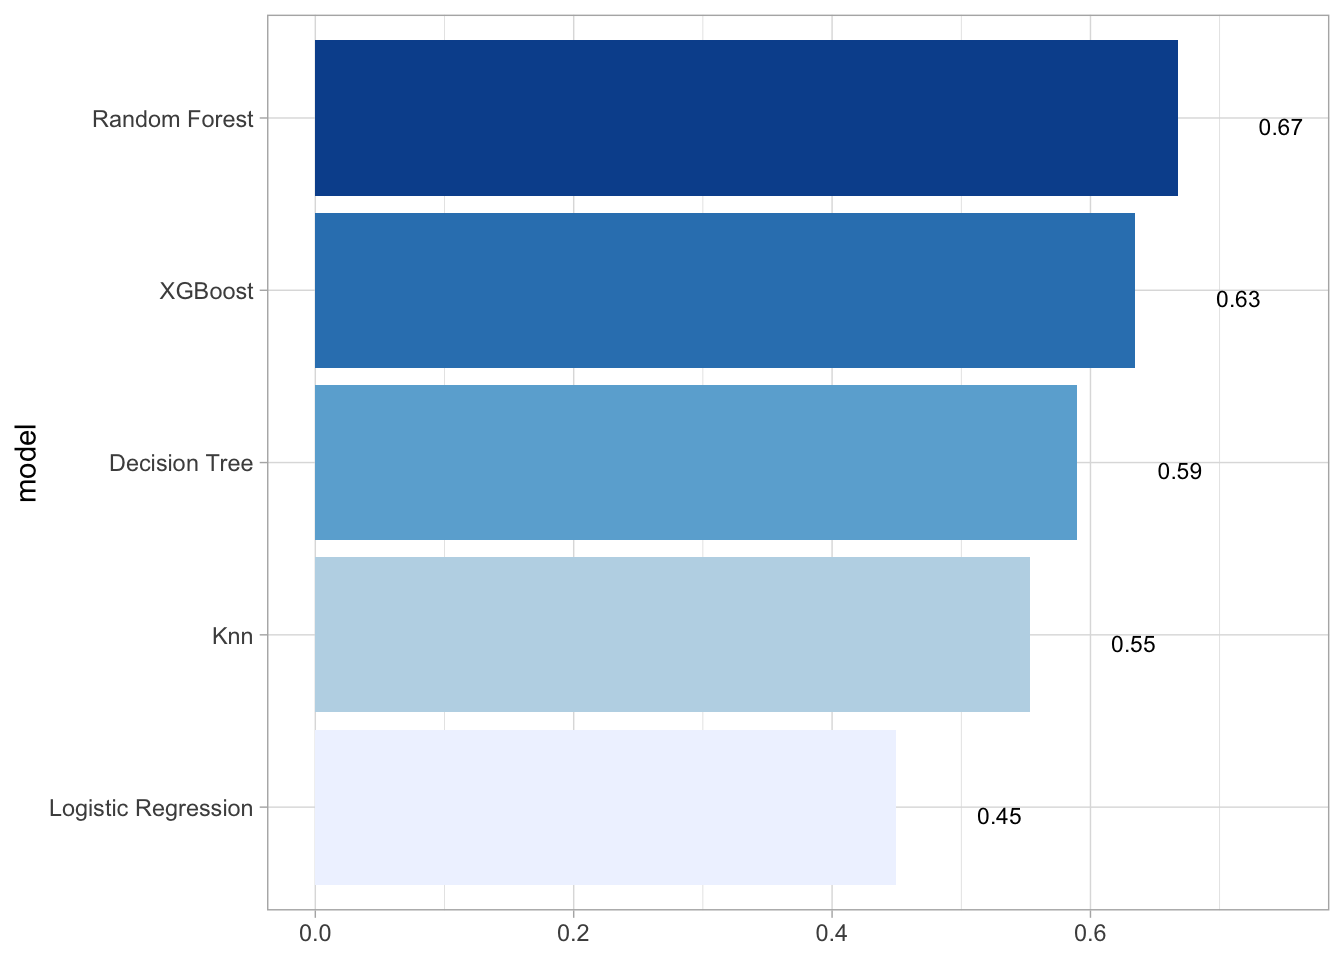 model
Random Forest
0.67
XGBoost
0.63
Decision Tree
0.59
Knn
0.55
Logistic Regression
0.45
0.0 0.2 0.4 0.6